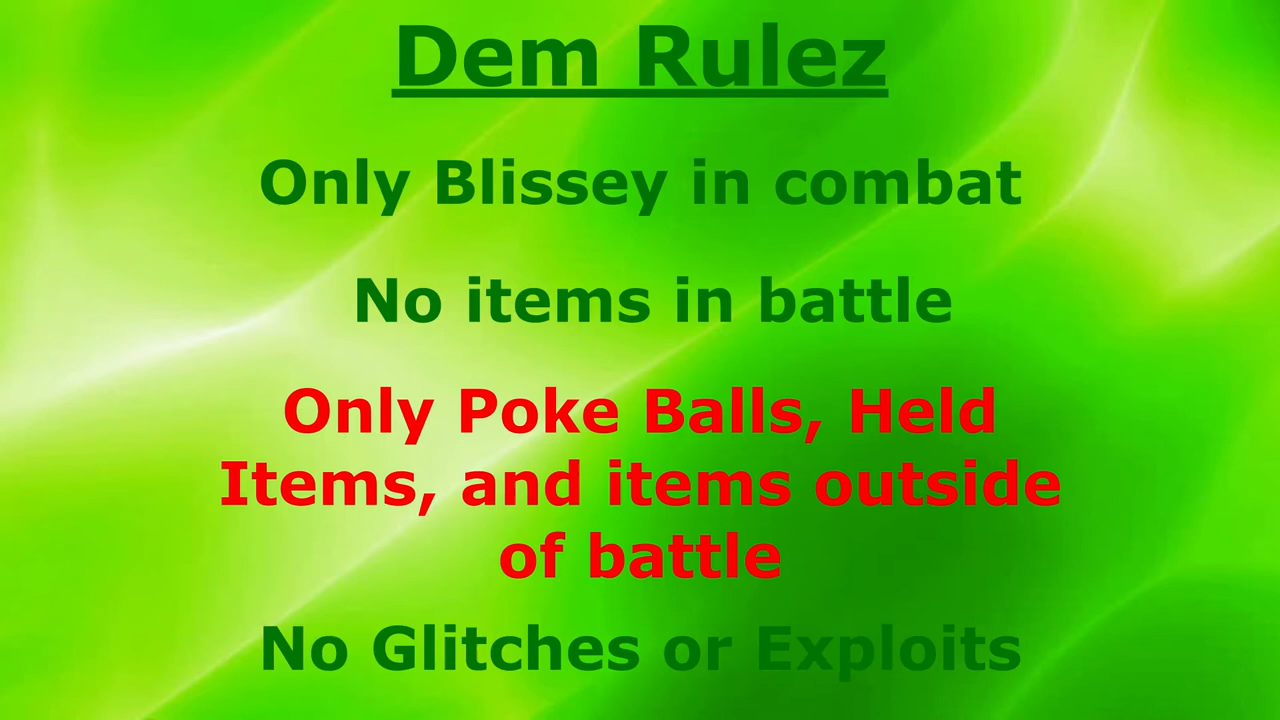 Dem Rulez
Only Blissey in combat
No items in battle
Only Poke Balls, Held
Items, and items outside
of battle
No Glitches or Exploits